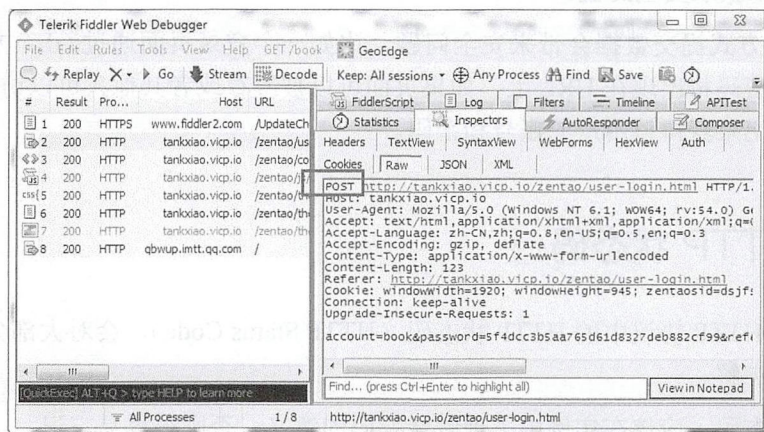 Telerik Fiddler Web Debugger
File Edit Rules Tools View Help GET /book GeoEdge
Replay X Go Stream Decode Keep: All sessions Any Process Find Save
# Result Pro... Host URL
1 200 HTTPS www.fiddler2.com /UpdateCh
2 200 HTTP tankxiao.vicp.io /zentao/us
3 200 HTTP tankxiao.vicp.io /zentao/co
4 200 HTTP tankxiao.vicp.io /zentao/js/
5 200 HTTP tankxiao.vicp.io /zentao/the
6 200 HTTP tankxiao.vicp.io /zentao/the
7 200 HTTP tankxiao.vicp.io /zentao/the
8 200 HTTP qbwup.imtt.qq.com /
[QuickExec] ALT+Q > type HELP to learn more
FiddlerScript Log Filters Timeline APITest
Statistics Inspectors AutoResponder Composer
Headers TextView SyntaxView WebForms HexView Auth
Cookies Raw JSON XML
POST http://tankxiao.vicp.io/zentao/user-login.html HTTP/1.
Host: tankxiao.vicp.io
User-Agent: Mozilla/5.0 (Windows NT 6.1; WOW64; rv:54.0) Ge
Accept: text/html,application/xhtml+xml,application/xml;q=0
Accept-Language: zh-CN,zh;q=0.8,en-US;q=0.5,en;q=0.3
Accept-Encoding: gzip, deflate
Content-Type: application/x-www-form-urlencoded
Content-Length: 123
Referer: http://tankxiao.vicp.io/zentao/user-login.html
Cookie: windowWidth=1920; windowHeight=945; zentaosid=dsjfs
Connection: keep-alive
Upgrade-Insecure-Requests: 1
account=book&password=5f4dcc3b5aa765d61d8327deb882cf99&refe
Find... (press Ctrl+Enter to highlight all) View in Notepad
All Processes 1 / 8 http://tankxiao.vicp.io/zentao/user-login.html